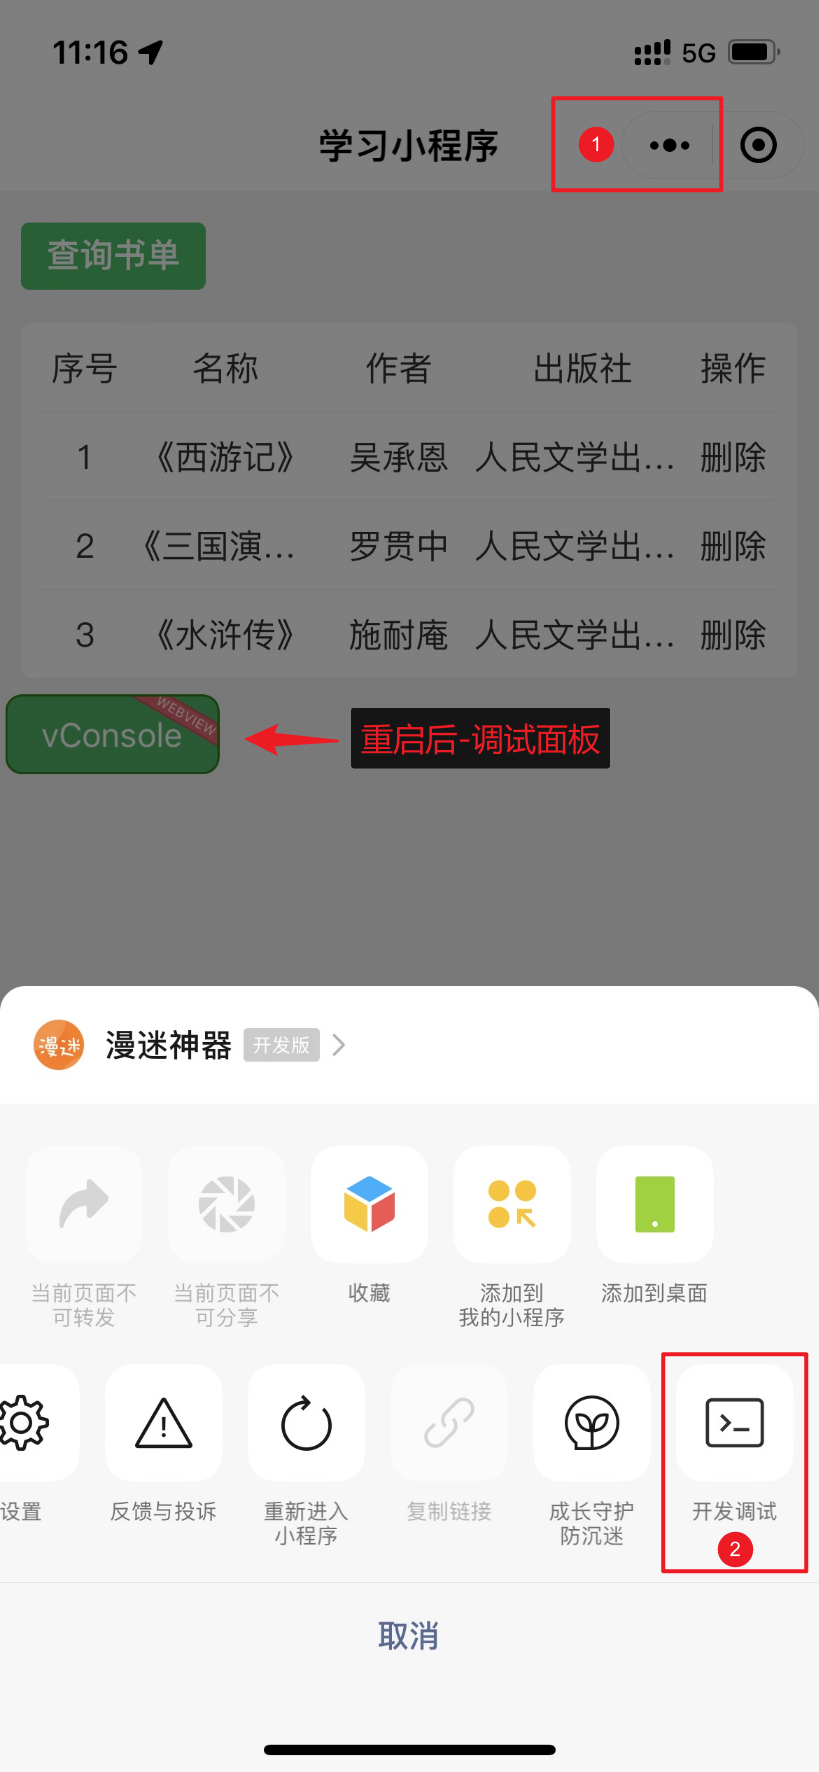 11:16
5G
学习小程序
1
查询书单
序号 名称 作者 出版社 操作
1 《西游记》 吴承恩 人民文学出... 删除
2 《三国演... 罗贯中 人民文学出... 删除
3 《水浒传》 施耐庵 人民文学出... 删除
vConsole
WEBVIEW
重启后-调试面板
漫迷
漫迷神器 开发版
当前页面不
可转发
当前页面不
可分享
收藏
添加到
我的小程序
添加到桌面
设置
反馈与投诉
重新进入
小程序
复制链接
成长守护
防沉迷
开发调试
2
取消